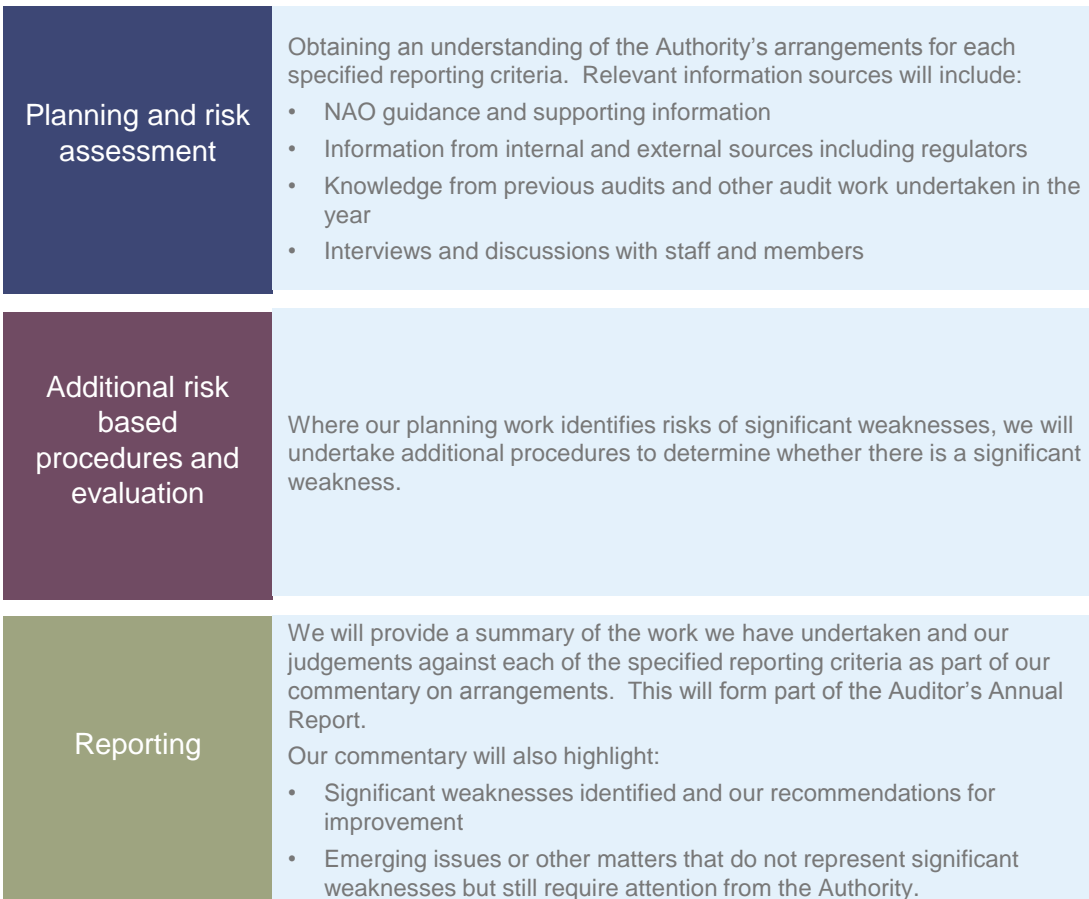 Planning and risk
assessment
Obtaining an understanding of the Authority’s arrangements for each
specified reporting criteria.  Relevant information sources will include:
• NAO guidance and supporting information
• Information from internal and external sources including regulators
• Knowledge from previous audits and other audit work undertaken in the
year
• Interviews and discussions with staff and members
Additional risk
based
procedures and
evaluation
Where our planning work identifies risks of significant weaknesses, we will
undertake additional procedures to determine whether there is a significant
weakness.
Reporting
We will provide a summary of the work we have undertaken and our
judgements against each of the specified reporting criteria as part of our
commentary on arrangements.  This will form part of the Auditor’s Annual
Report.
Our commentary will also highlight:
• Significant weaknesses identified and our recommendations for
improvement
• Emerging issues or other matters that do not represent significant
weaknesses but still require attention from the Authority.